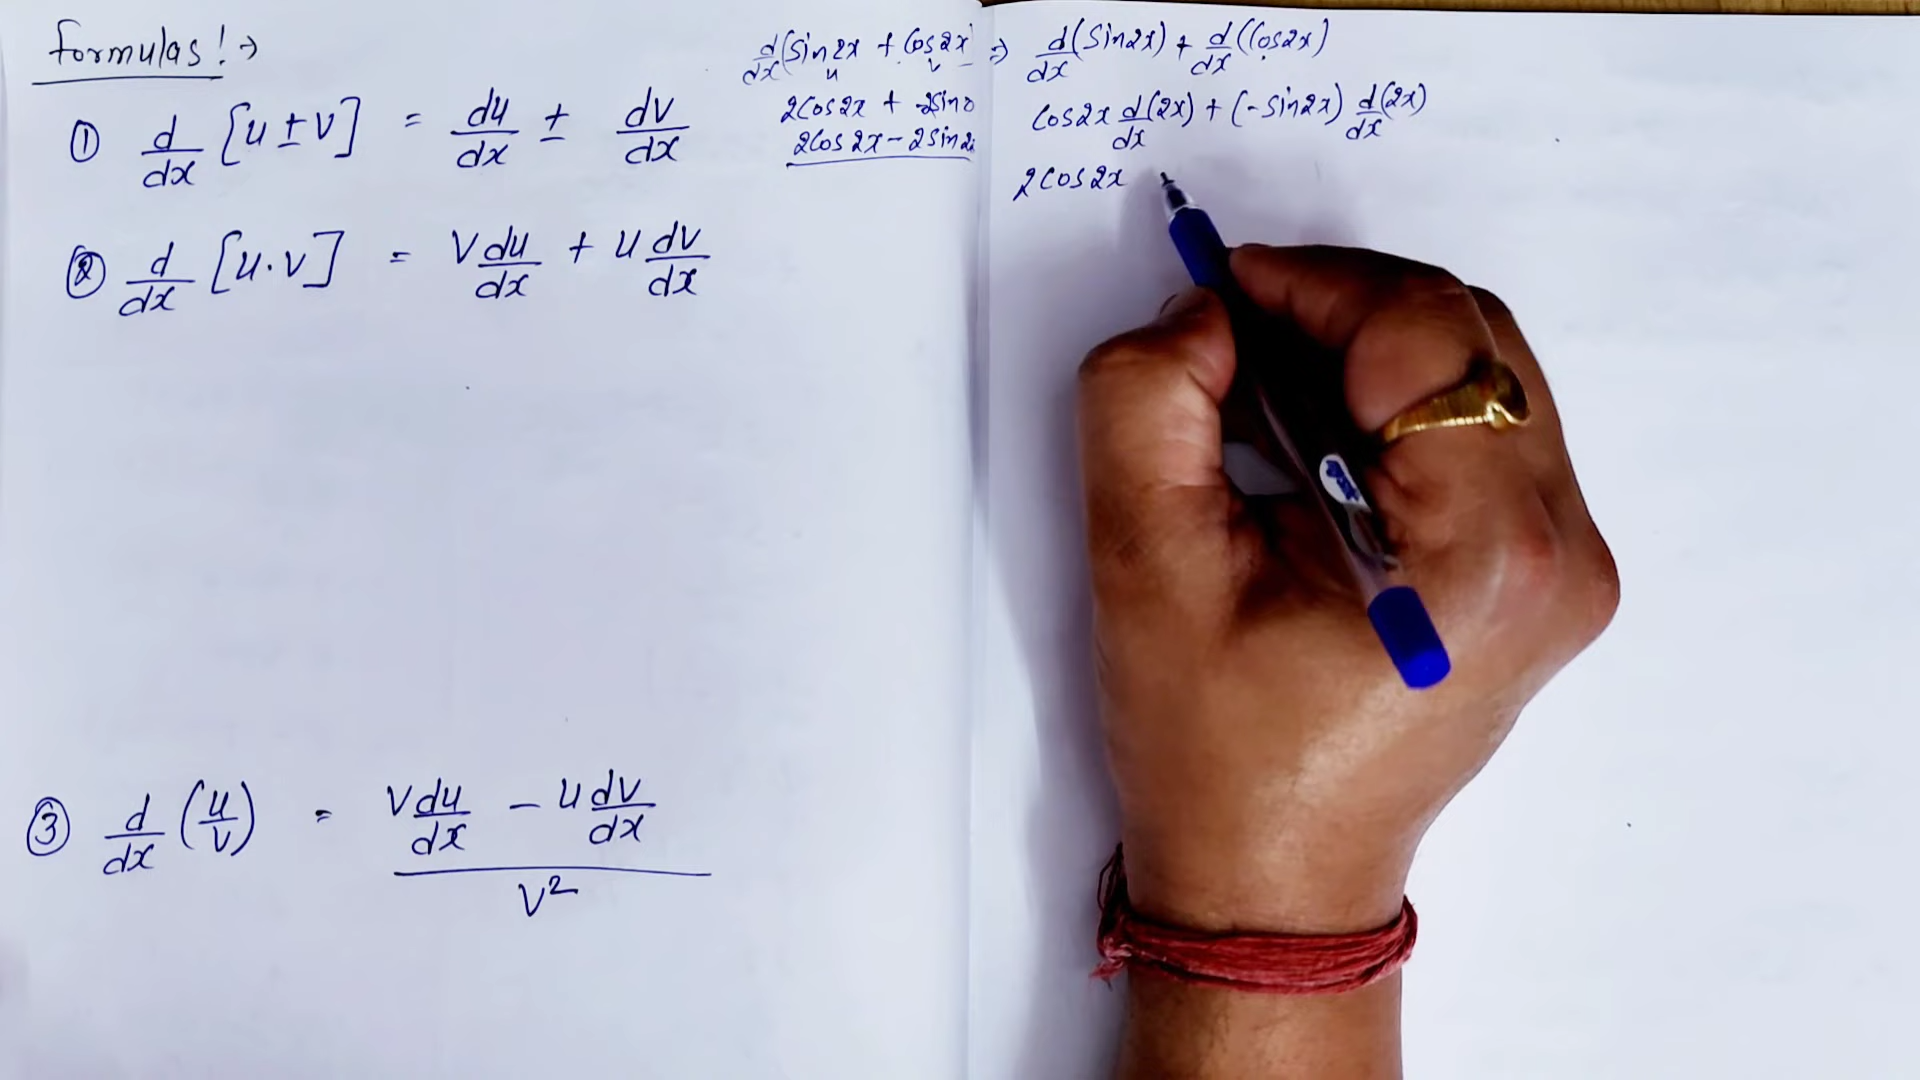 formulas! →
① d/dx [u ± v] = du/dx ± dv/dx
② d/dx [u · v] = v du/dx + u dv/dx
③ d/dx (u/v) = (v du/dx − u dv/dx) / v²
d/dx (sin2x + cos2x) ⇒ d/dx (sin2x) + d/dx (cos2x)
u v
2cos2x +
2cos2x − 2sin2
cos2x d/dx (2x) + (−sin2x) d/dx (2x)
2cos2x